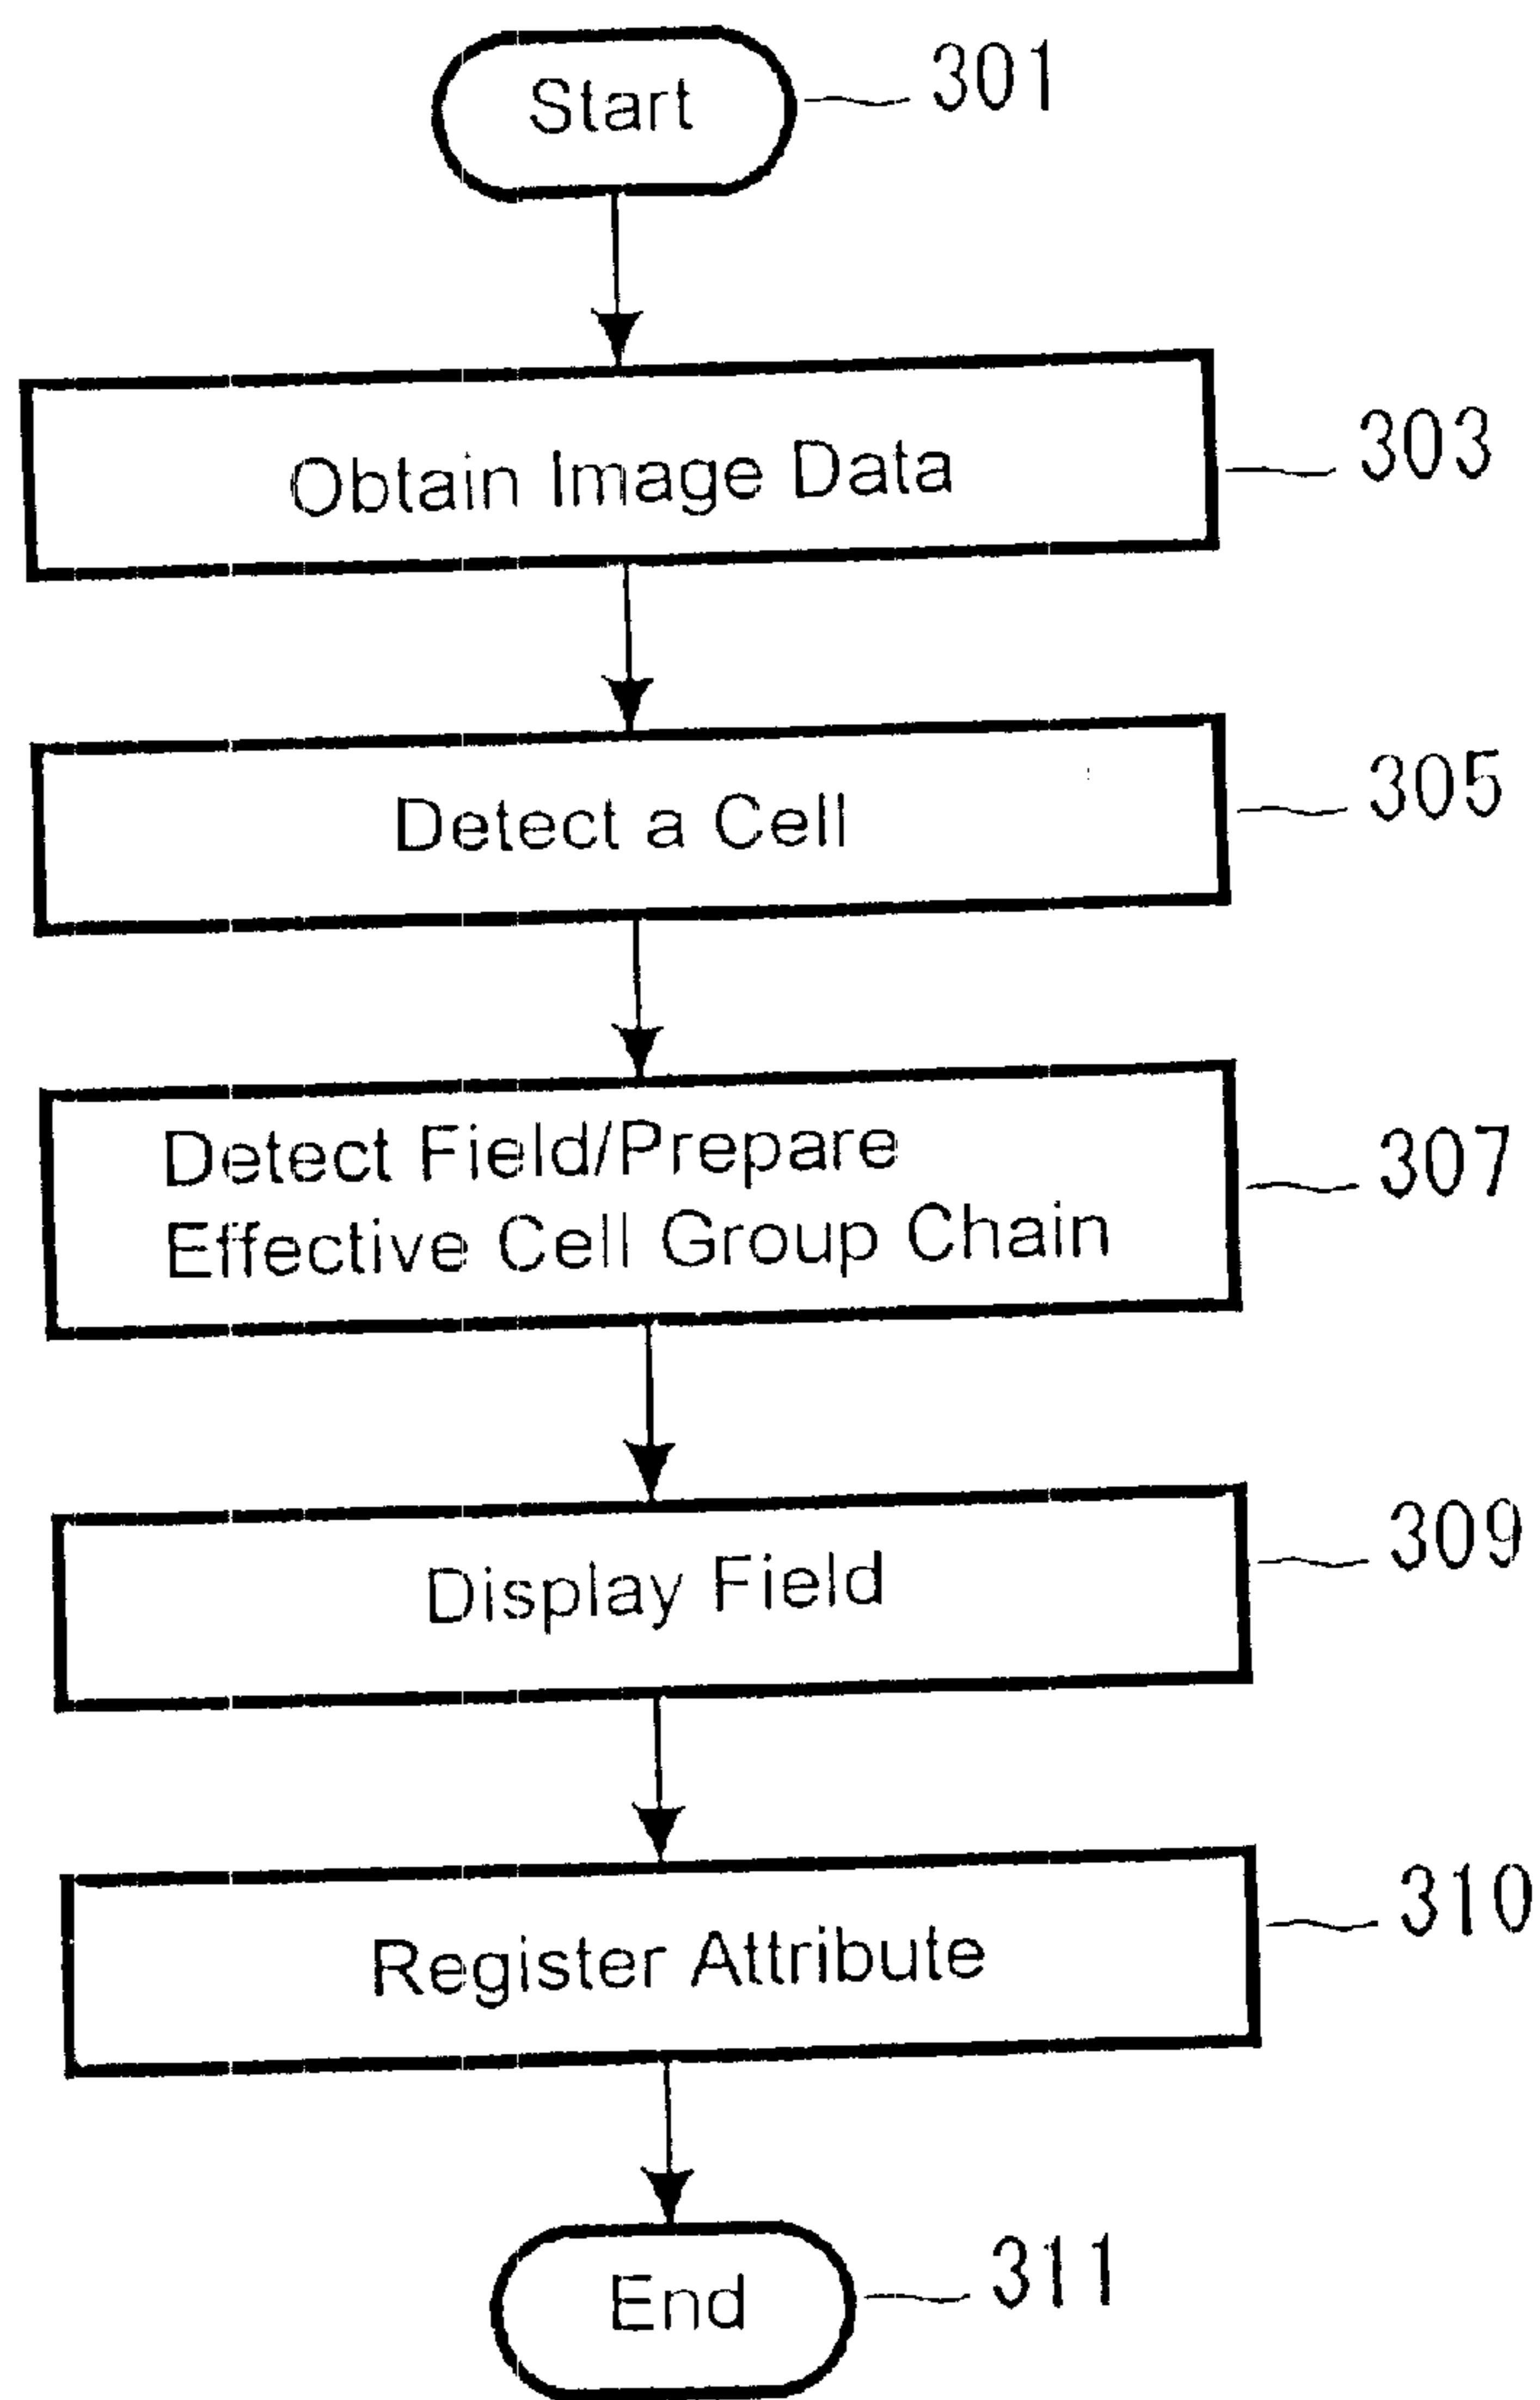 Start
301
Obtain Image Data
303
Detect a Cell
305
Detect Field/Prepare
Effective Cell Group Chain
307
Display Field
309
Register Attribute
310
End
311